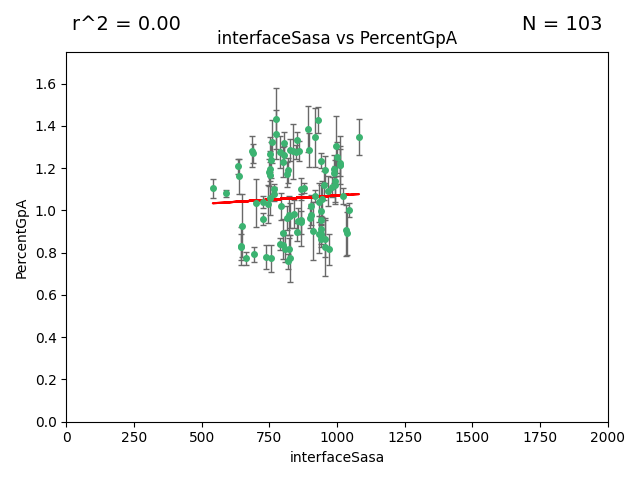 r^2 = 0.00
N = 103
interfaceSasa vs PercentGpA
PercentGpA
1.6
1.4
1.2
1.0
0.8
0.6
0.4
0.2
0.0
0 250 500 750 1000 1250 1500 1750 2000
interfaceSasa